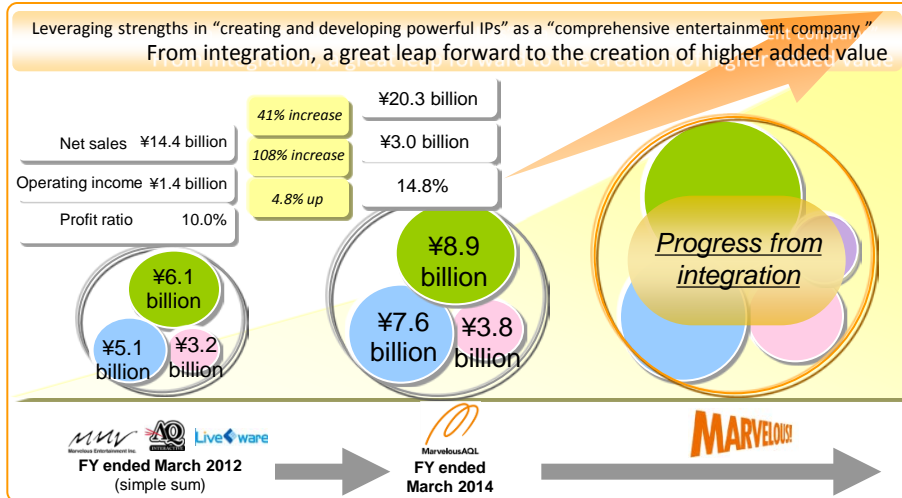 Leveraging strengths in “creating and developing powerful IPs” as a “comprehensive entertainment company ”
From integration, a great leap forward to the creation of higher added value
¥20.3 billion
41% increase
Net sales ¥14.4 billion
¥3.0 billion
108% increase
Operating income ¥1.4 billion
14.8%
4.8% up
Profit ratio 10.0%
¥8.9
billion
Progress from
integration
¥6.1
billion
¥7.6
billion
¥3.8
billion
¥5.1
billion
¥3.2
billion
MMV
Marvelous Entertainment Inc.
AQ
INTERACTIVE
Liveware
MarvelousAQL
MARVELOUS!
FY ended March 2012
(simple sum)
FY ended
March 2014